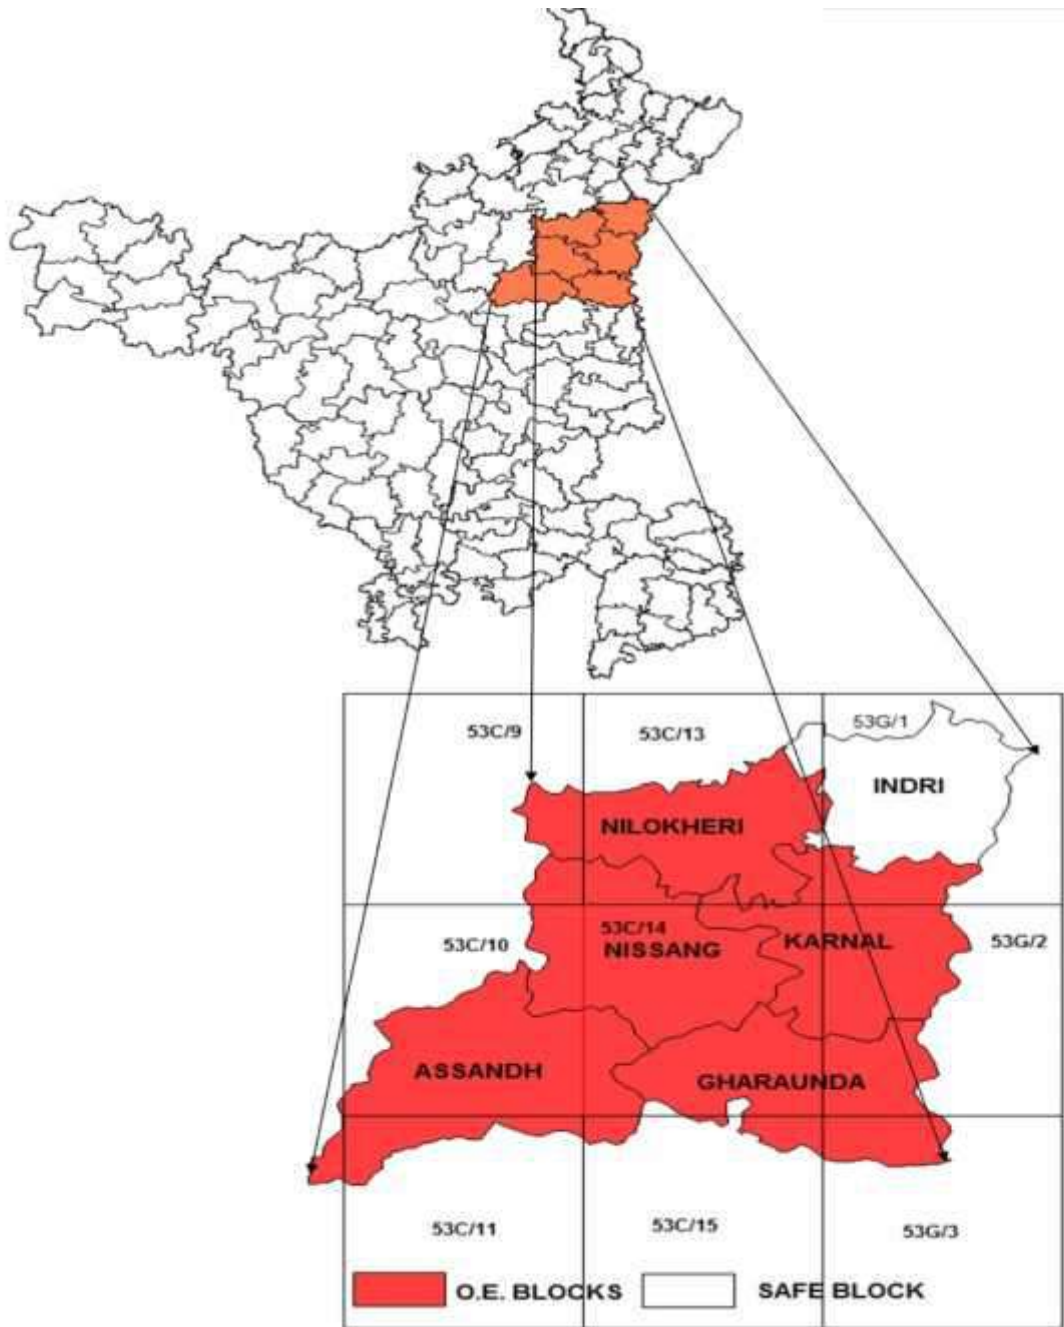 53C/9
53C/13
53G/1
INDRI
NILOKHERI
53C/10
53C/14
NISSANG
KARNAL
53G/2
ASSANDH
GHARAUNDA
53C/11
53C/15
53G/3
O.E. BLOCKS
SAFE BLOCK